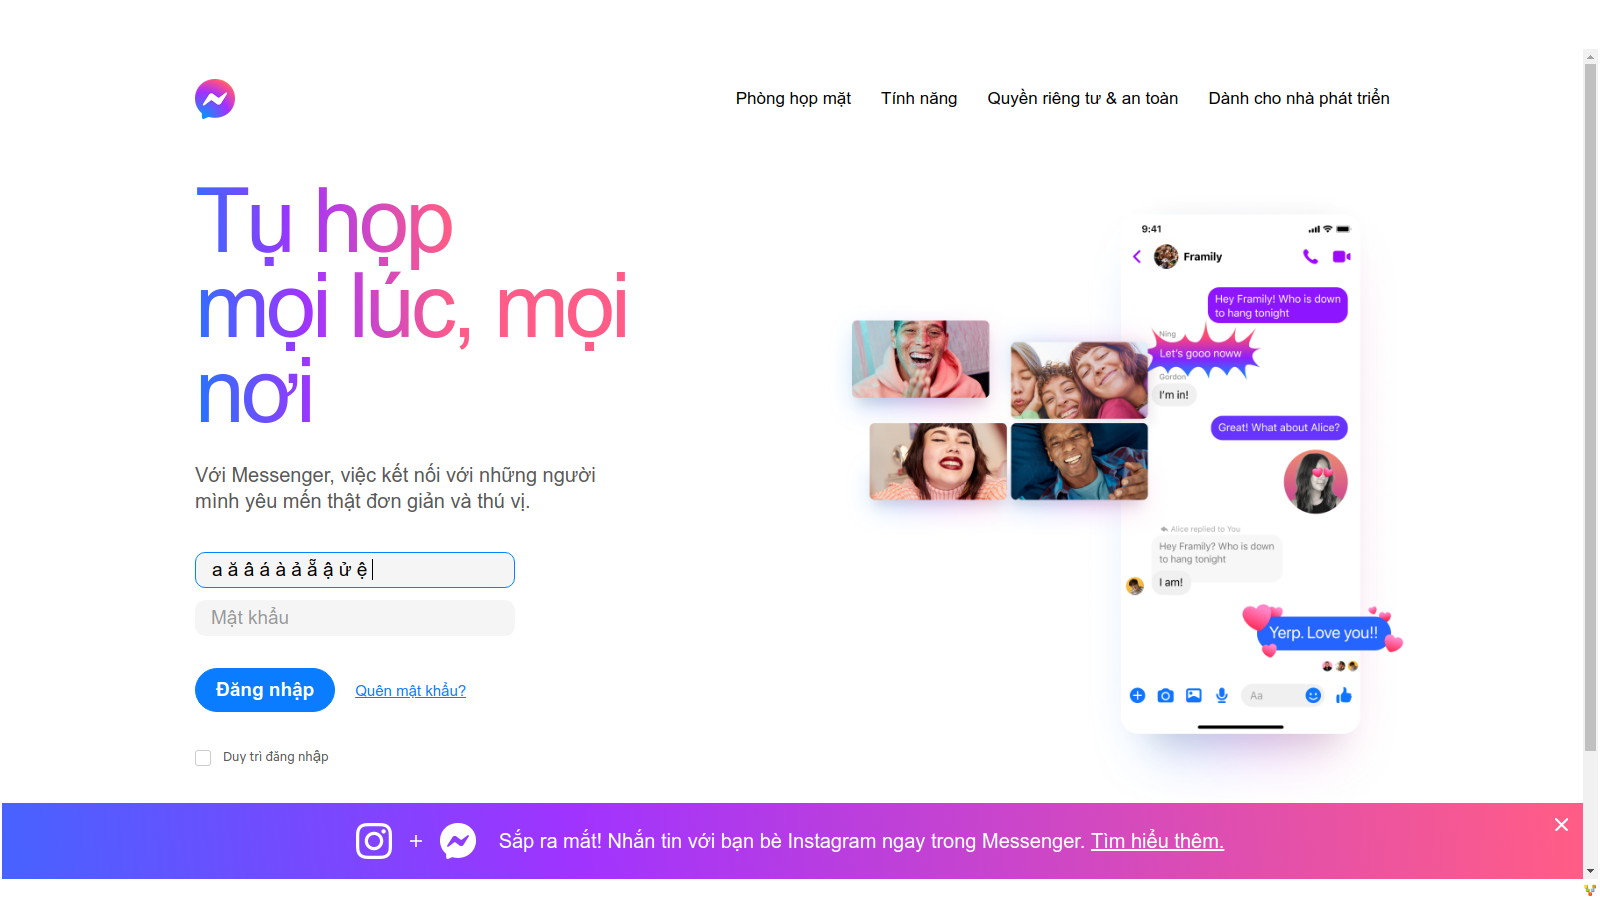 Phòng họp mặt Tính năng Quyền riêng tư & an toàn Dành cho nhà phát triển
Tụ họp
mọi lúc, mọi
nơi
Với Messenger, việc kết nối với những người
mình yêu mến thật đơn giản và thú vị.
a ă â á à ả ẵ ậ ử ệ
Mật khẩu
Đăng nhập Quên mật khẩu?
Duy trì đăng nhập
9:41
Framily
Hey Framily! Who is down
to hang tonight
Ning
Let's gooo noww
Gordon
I'm in!
Great! What about Alice?
Alice replied to You
Hey Framily? Who is down
to hang tonight
I am!
Yerp. Love you!!
Aa
+ Sắp ra mắt! Nhắn tin với bạn bè Instagram ngay trong Messenger. Tìm hiểu thêm.